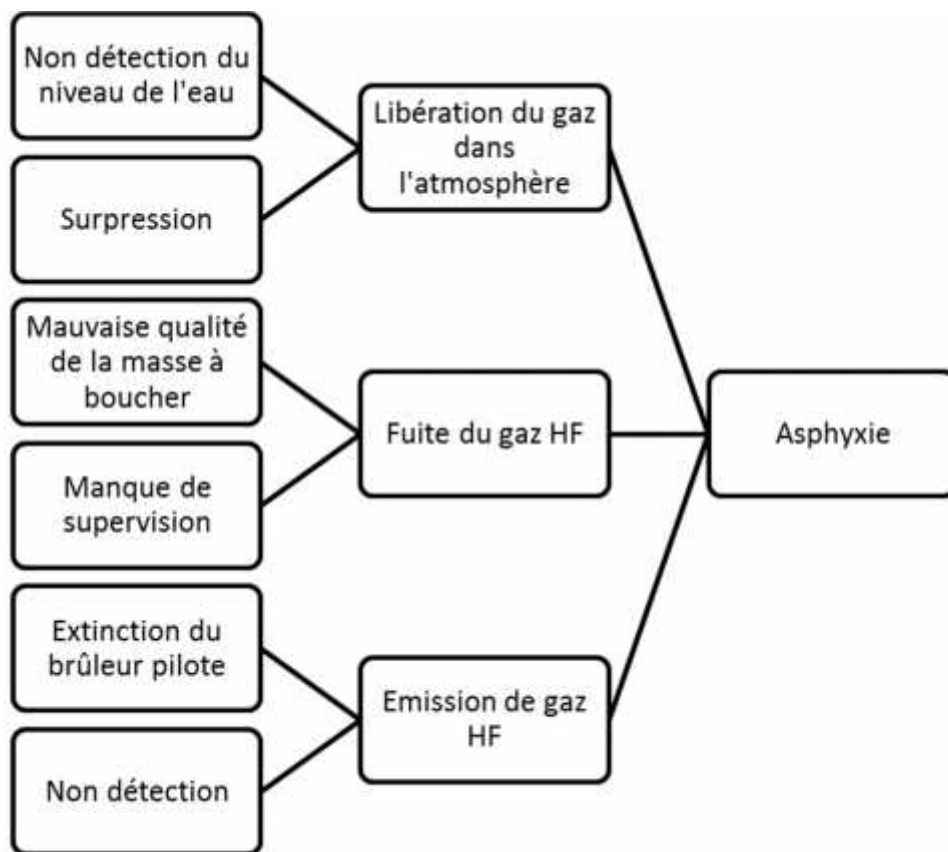 Non détection du
niveau de l'eau
Surpression
Libération du gaz
dans
l'atmosphère
Mauvaise qualité
de la masse à
boucher
Manque de
supervision
Fuite du gaz HF
Extinction du
brûleur pilote
Non détection
Emission de gaz
HF
Asphyxie